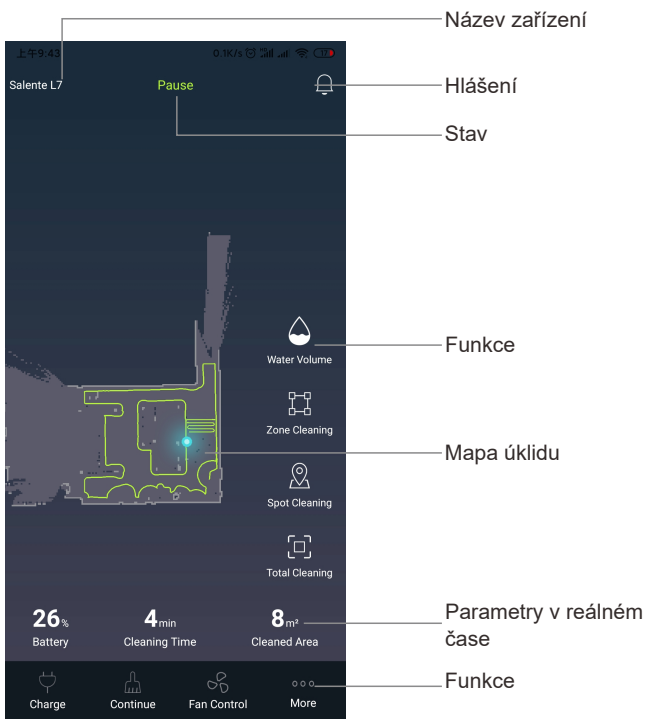 Název zařízení
上午9:43
0.1K/s
Salente L7
Pause
Hlášení
Stav
Water Volume
Funkce
Zone Cleaning
Mapa úklidu
Spot Cleaning
Total Cleaning
26% 4min 8m²
Battery Cleaning Time Cleaned Area
Parametry v reálném
čase
Charge Continue Fan Control More
Funkce